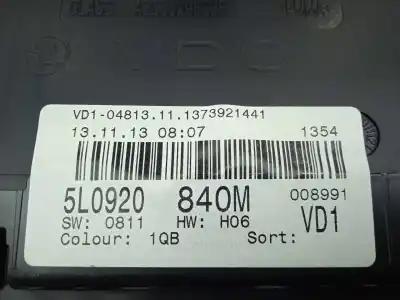 VDO
VD1-04813.11.1373921441
13.11.13 08:07 1354
5L0920 840M 008991
SW: 0811 HW: H06 VD1
Colour: 1QB Sort: